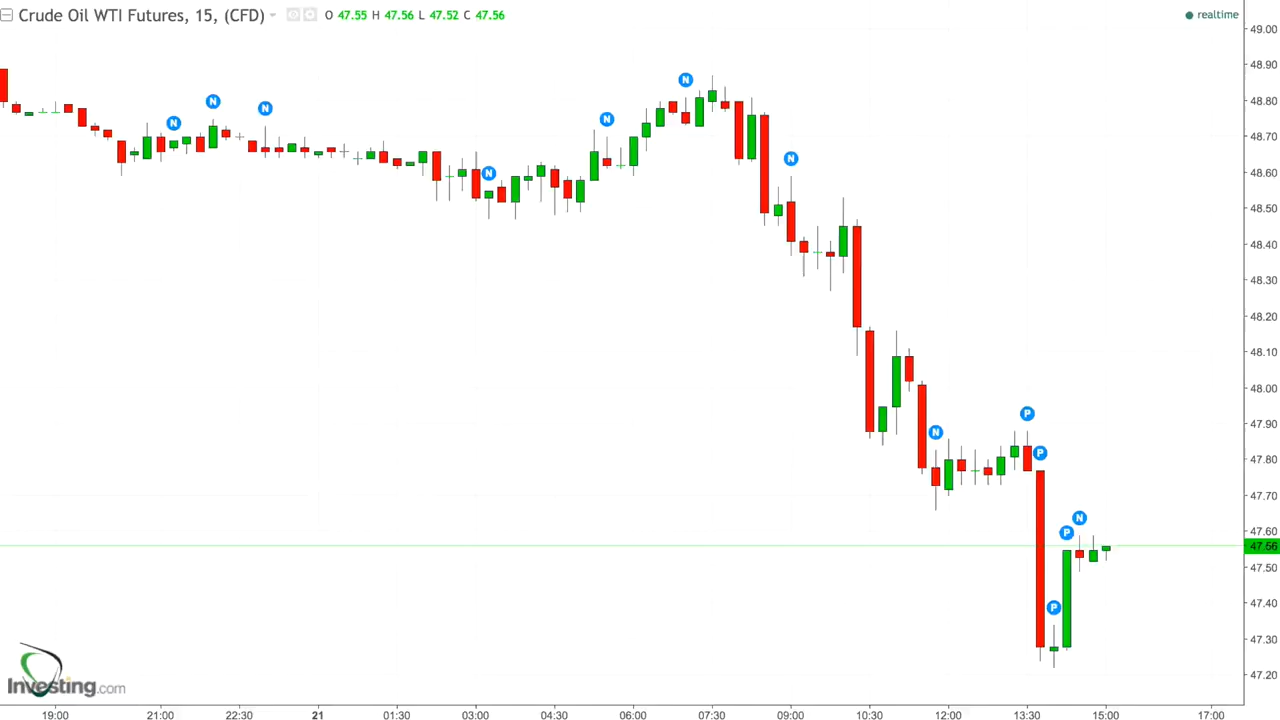 Crude Oil WTI Futures, 15, (CFD) O 47.55 H 47.56 L 47.52 C 47.56
realtime
49.00
48.90
48.80
48.70
48.60
48.50
48.40
48.30
48.20
48.10
48.00
47.90
47.80
47.70
47.60
47.56
47.50
47.40
47.30
47.20
N
N
N
N
N
N
N
N
P
P
N
P
P
Investing.com
19:00 21:00 22:30 21 01:30 03:00 04:30 06:00 07:30 09:00 10:30 12:00 13:30 15:00 17:00